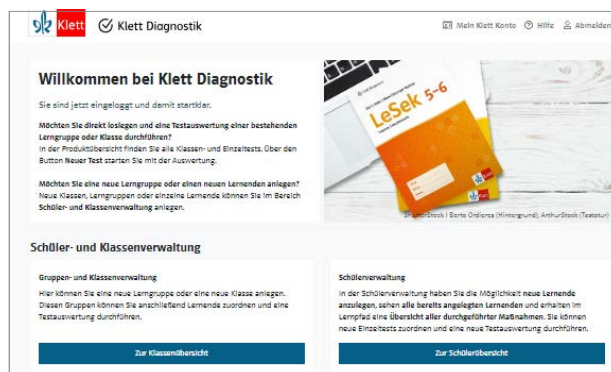 Klett Klett Diagnostik Mein Klett Konto Hilfe Abmelden
Willkommen bei Klett Diagnostik
Sie sind jetzt eingeloggt und damit startklar.
Möchten Sie direkt loslegen und eine Testauswertung einer bestehenden
Lerngruppe oder Klasse durchführen?
In der Produktübersicht finden Sie alle Klassen- und Einzeltests. Über den
Button Neuer Test starten Sie mit der Auswertung.
Möchten Sie eine neue Lerngruppe oder einen neuen Lernenden anlegen?
Neue Klassen, Lerngruppen oder einzelne Lernende können Sie im Bereich
Schüler- und Klassenverwaltung anlegen.
LeSek 5–6
Klett
ShutterStock | Borto Ordierea (Hintergrund), ArthurStock (Tastatur)
Schüler- und Klassenverwaltung
Gruppen- und Klassenverwaltung
Hier können Sie eine neue Lerngruppe oder eine neue Klasse anlegen.
Diesen Gruppen können Sie anschließend Lernende zuordnen und eine
Testauswertung durchführen.
Zur Klassenübersicht
Schülerverwaltung
In der Schülerverwaltung haben Sie die Möglichkeit neue Lernende
anzulegen, sehen alle bereits angelegten Lernenden und erhalten im
Lernpfad eine Übersicht aller durchgeführter Maßnahmen. Sie können
neue Einzeltests zuordnen und eine neue Testauswertung durchführen.
Zur Schülerübersicht